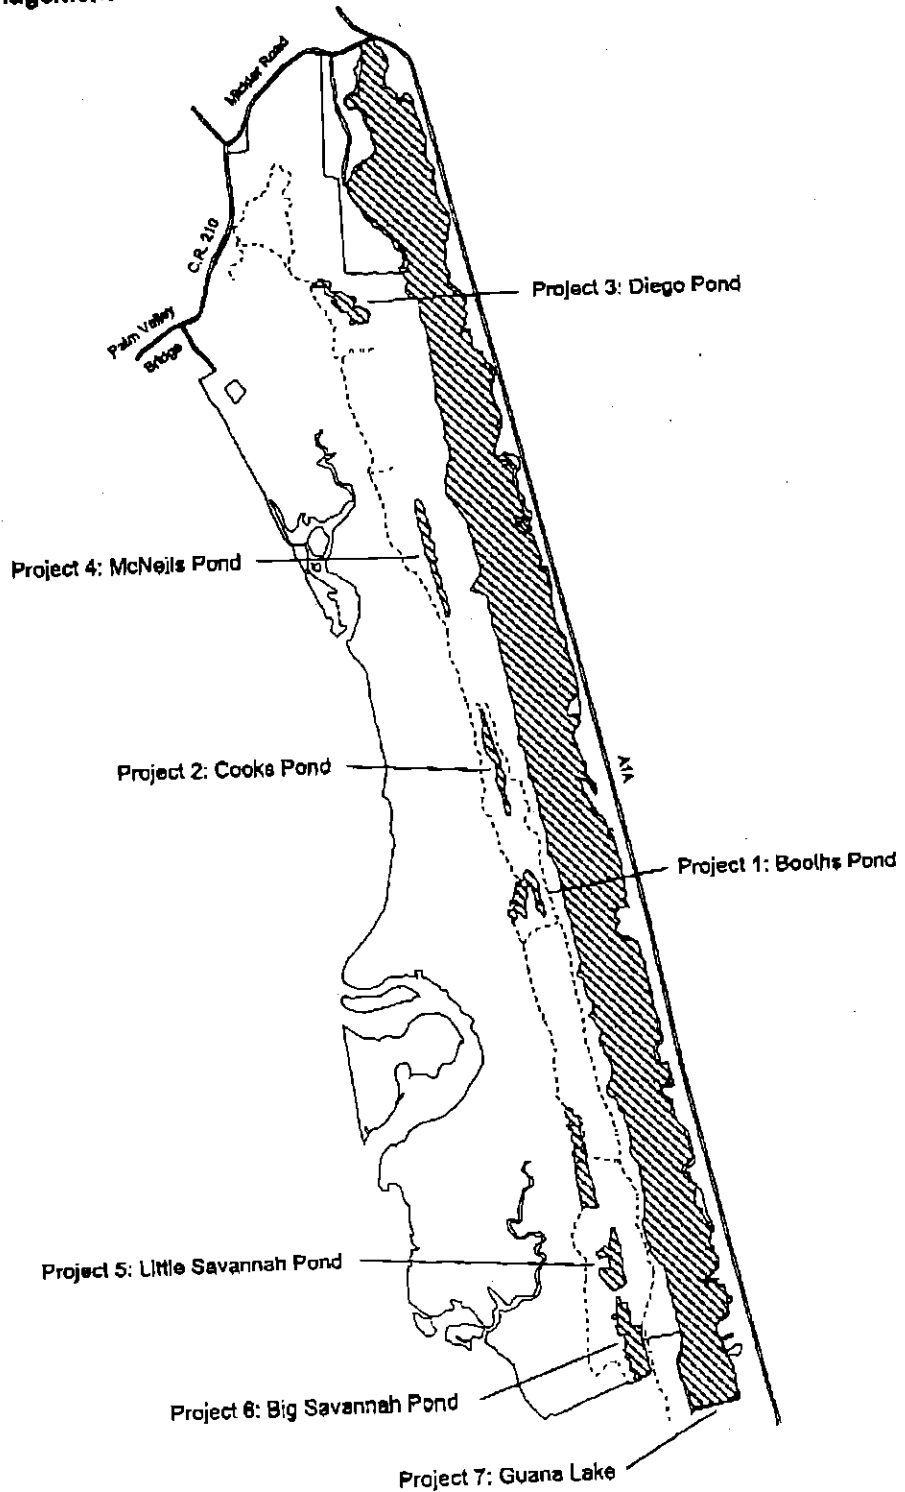 Mickler Road
C.R. 210
Palm Valley
Bridge
Project 3: Diego Pond
Project 4: McNeils Pond
Project 2: Cooks Pond
A1A
Project 1: Booths Pond
Project 5: Little Savannah Pond
Project 6: Big Savannah Pond
Project 7: Guana Lake